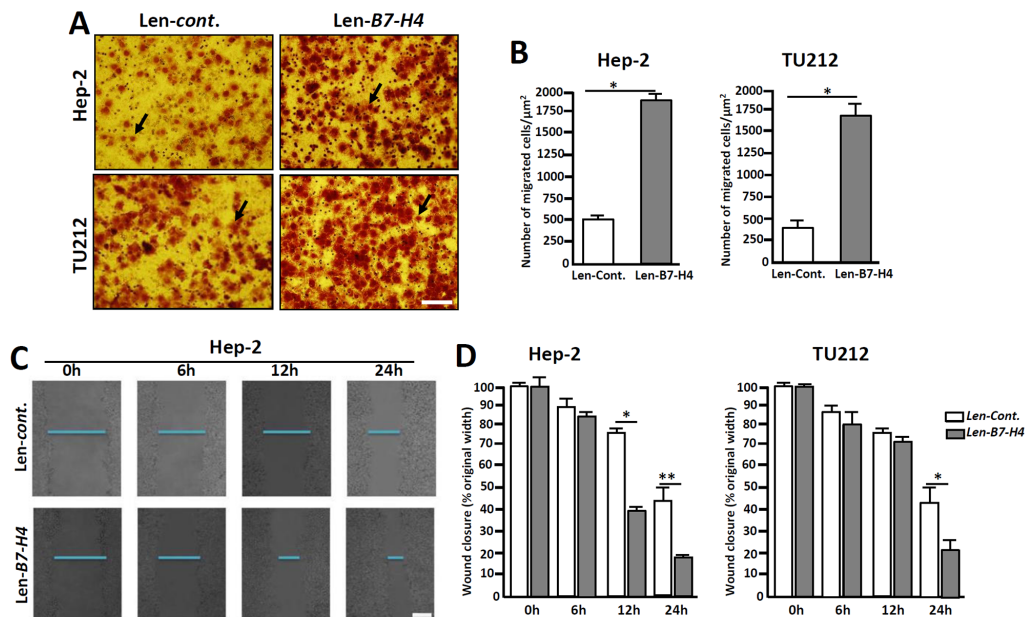 A
Len-cont.
Len-B7-H4
Hep-2
TU212
B
Hep-2
Number of migrated cells/µm²
2000
1750
1500
1250
1000
750
500
250
0
Len-Cont.
Len-B7-H4
*
TU212
Number of migrated cells/µm²
2000
1750
1500
1250
1000
750
500
250
0
Len-Cont.
Len-B7-H4
*
C
Hep-2
0h
6h
12h
24h
Len-cont.
Len-B7-H4
D
Hep-2
Wound closure (% original width)
100
90
80
70
60
50
40
30
20
10
0
*
**
0h
6h
12h
24h
TU212
Wound closure (% original width)
100
90
80
70
60
50
40
30
20
10
0
*
0h
6h
12h
24h
Len-Cont.
Len-B7-H4